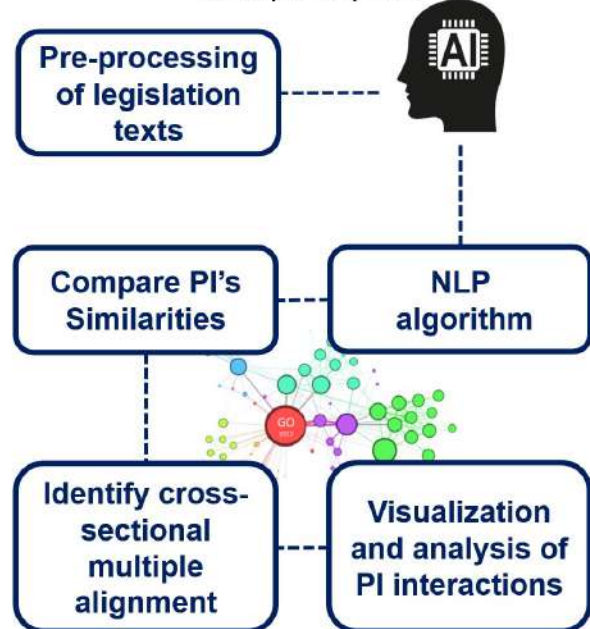 Pre-processing
of legislation
texts
AI
Compare PI's
Similarities
NLP
algorithm
GO
Identify cross-
sectional
multiple
alignment
Visualization
and analysis of
PI interactions